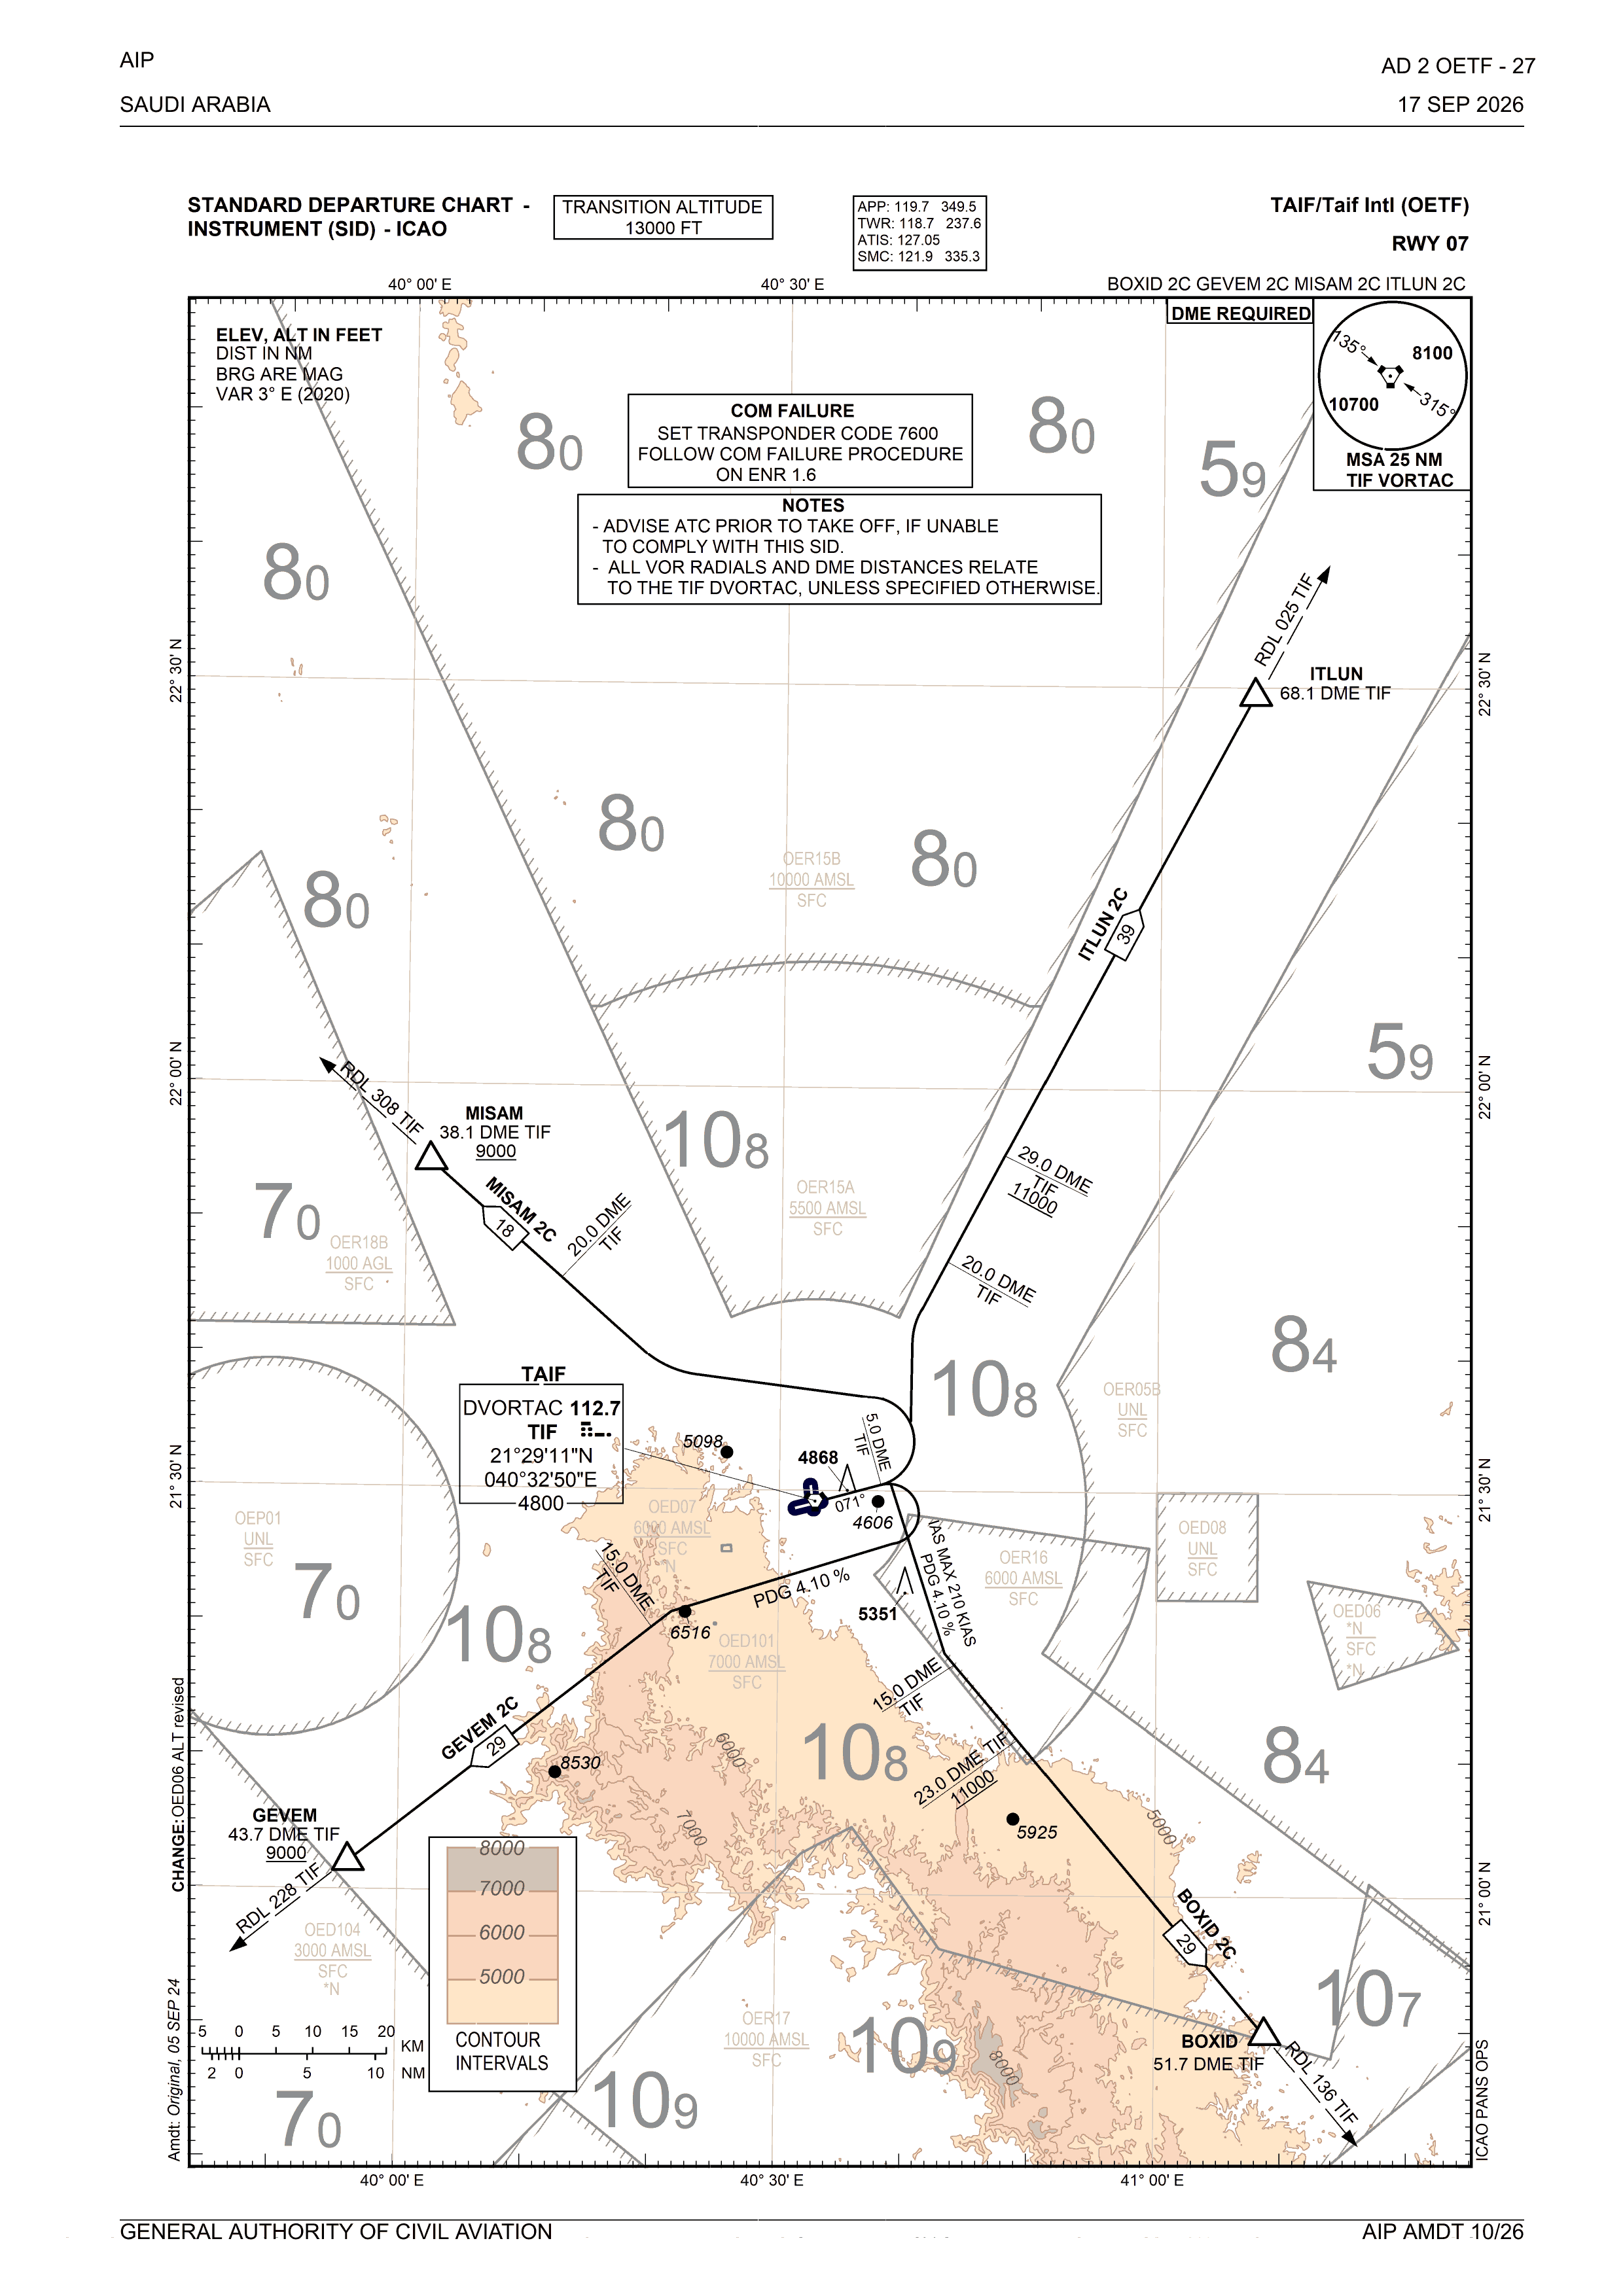 AIP
AD 2 OETF - 27
SAUDI ARABIA
17 SEP 2026
STANDARD DEPARTURE CHART -
INSTRUMENT (SID) - ICAO
TRANSITION ALTITUDE
13000 FT
APP: 119.7 349.5
TWR: 118.7 237.6
ATIS: 127.05
SMC: 121.9 335.3
TAIF/Taif Intl (OETF)
RWY 07
BOXID 2C GEVEM 2C MISAM 2C ITLUN 2C
40° 00' E
40° 30' E
DME REQUIRED
ELEV, ALT IN FEET
DIST IN NM
BRG ARE MAG
VAR 3° E (2020)
135°
8100
10700
315°
MSA 25 NM
TIF VORTAC
COM FAILURE
SET TRANSPONDER CODE 7600
FOLLOW COM FAILURE PROCEDURE
ON ENR 1.6
NOTES
- ADVISE ATC PRIOR TO TAKE OFF, IF UNABLE
TO COMPLY WITH THIS SID.
- ALL VOR RADIALS AND DME DISTANCES RELATE
TO THE TIF DVORTAC, UNLESS SPECIFIED OTHERWISE.
80
80
59
80
RDL 025 TIF
ITLUN
68.1 DME TIF
22° 30' N
22° 30' N
80
80
80
OER15B
10000 AMSL
SFC
ITLUN 2C
39
59
22° 00' N
22° 00' N
RDL 308 TIF
MISAM
38.1 DME TIF
9000
MISAM 2C
18
20.0 DME
TIF
108
29.0 DME
TIF
11000
OER15A
5500 AMSL
SFC
70
OER18B
1000 AGL
SFC
20.0 DME
TIF
84
108
OER05B
UNL
SFC
TAIF
DVORTAC 112.7
TIF
21°29'11"N
040°32'50"E
4800
5098
4868
5.0 DME
TIF
071°
4606
21° 30' N
21° 30' N
OEP01
UNL
SFC
OED07
6000 AMSL
SFC
*N
OED08
UNL
SFC
OER16
6000 AMSL
SFC
IAS MAX 210 KIAS
PDG 4.10 %
15.0 DME
TIF
PDG 4.10 %
5351
70
108
6516
OED101
7000 AMSL
SFC
OED06
*N
SFC
*N
15.0 DME
TIF
GEVEM 2C
29
6000
108
84
8530
23.0 DME TIF
11000
7000
5925
5000
GEVEM
43.7 DME TIF
9000
RDL 228 TIF
OED104
3000 AMSL
SFC
*N
8000
7000
6000
5000
CONTOUR
INTERVALS
21° 00' N
BOXID 2C
29
107
OER17
10000 AMSL
SFC
109
8000
BOXID
51.7 DME TIF
RDL 136 TIF
5 0 5 10 15 20 KM
2 0 5 10 NM
70
109
CHANGE: OED06 ALT revised
Amdt: Original, 05 SEP 24
ICAO PANS OPS
40° 00' E
40° 30' E
41° 00' E
GENERAL AUTHORITY OF CIVIL AVIATION
AIP AMDT 10/26